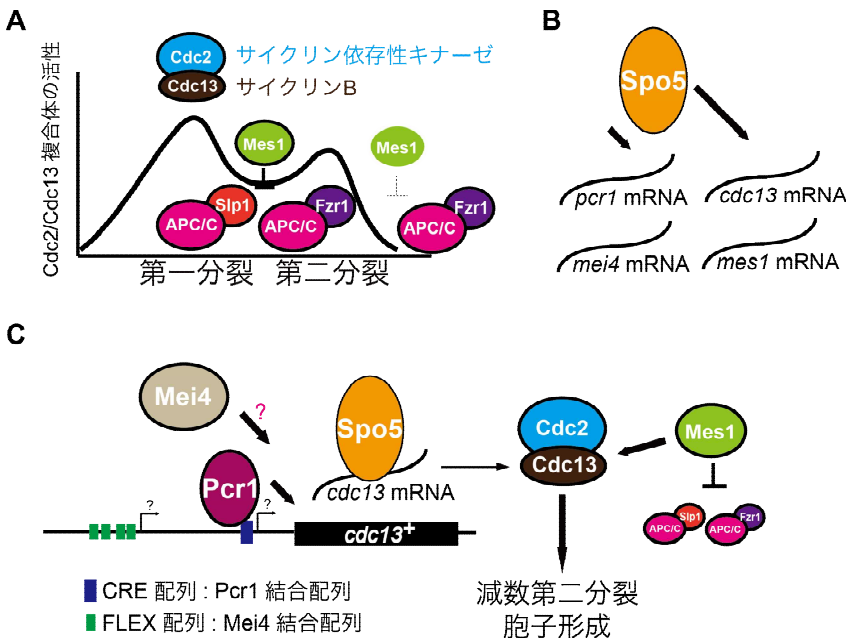 A
Cdc2/Cdc13 複合体の活性
Cdc2
サイクリン依存性キナーゼ
Cdc13
サイクリンB
Mes1
Mes1
Slp1
APC/C
Fzr1
APC/C
Fzr1
APC/C
第一分裂
第二分裂
B
Spo5
pcr1 mRNA
cdc13 mRNA
mei4 mRNA
mes1 mRNA
C
Mei4
?
Spo5
cdc13 mRNA
Pcr1
?
?
cdc13+
Cdc2
Cdc13
Mes1
Slp1
APC/C
Fzr1
APC/C
減数第二分裂
胞子形成
CRE 配列 : Pcr1 結合配列
FLEX 配列 : Mei4 結合配列